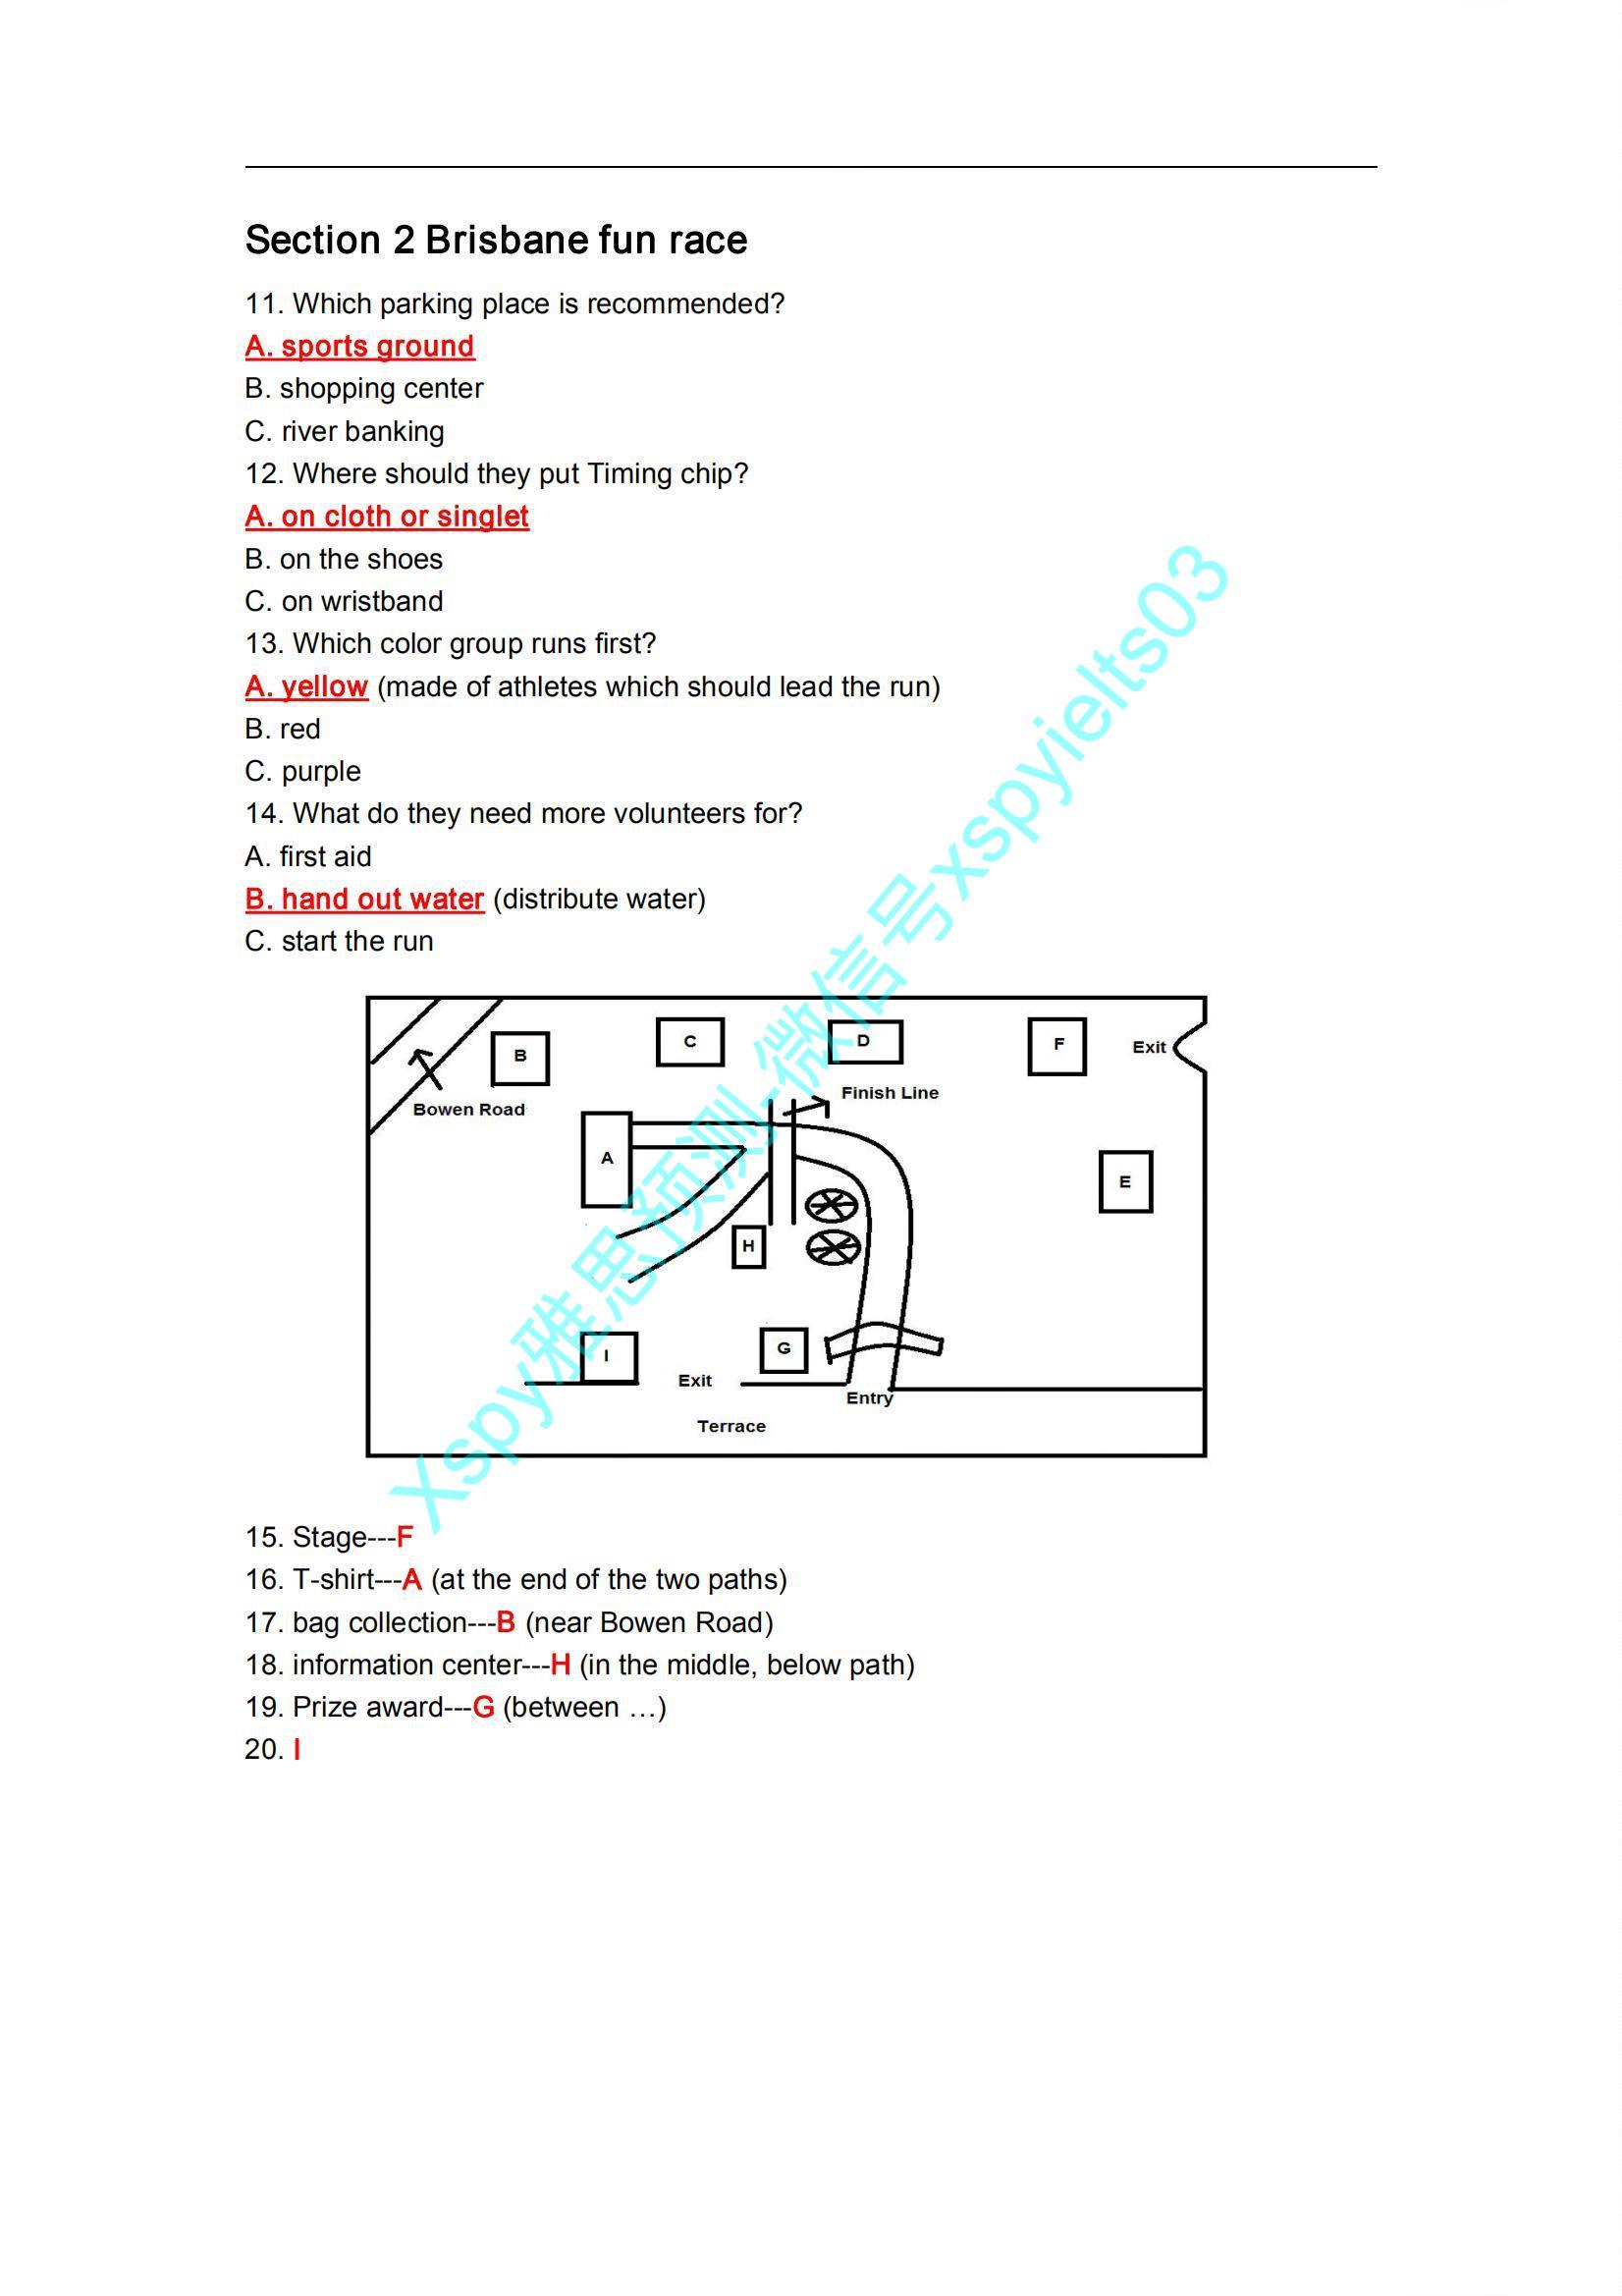 Section 2 Brisbane fun race
11. Which parking place is recommended?
A. sports ground
B. shopping center
C. river banking
12. Where should they put Timing chip?
A. on cloth or singlet
B. on the shoes
C. on wristband
13. Which color group runs first?
A. yellow (made of athletes which should lead the run)
B. red
C. purple
14. What do they need more volunteers for?
A. first aid
B. hand out water (distribute water)
C. start the run
B
C
D
F
Exit
Bowen Road
Finish Line
A
E
H
I
G
Exit
Entry
Terrace
Xspy雅思预测-微信号xspyielts03
15. Stage---F
16. T-shirt---A (at the end of the two paths)
17. bag collection---B (near Bowen Road)
18. information center---H (in the middle, below path)
19. Prize award---G (between …)
20. I